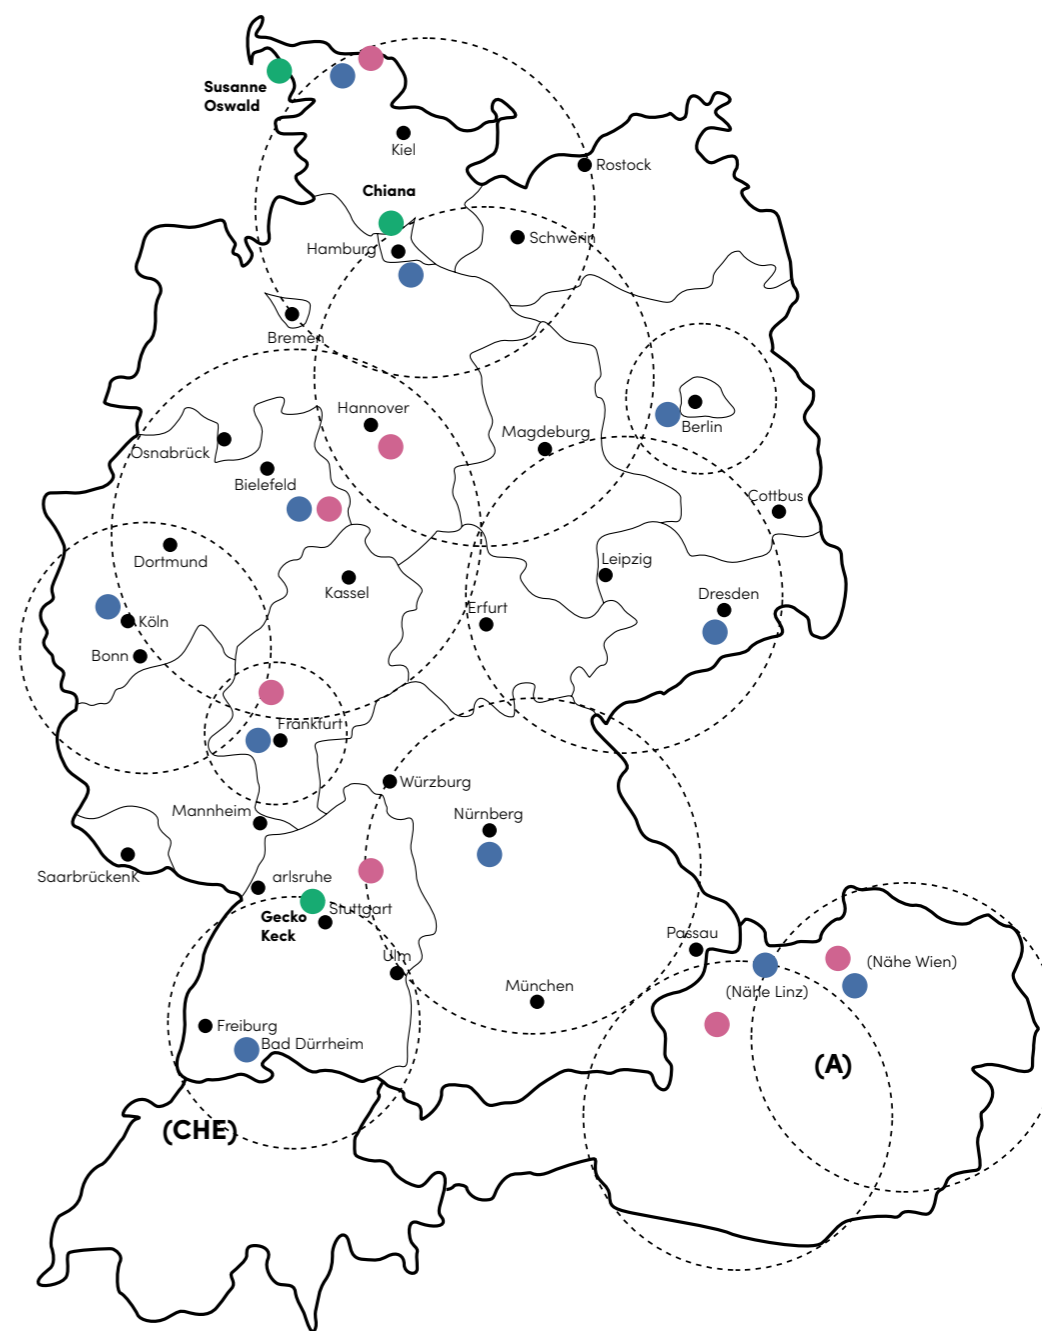 Susanne
Oswald
Kiel
Rostock
Chiana
Schwerin
Hamburg
Bremen
Hannover
Osnabrück
Magdeburg
Berlin
Bielefeld
Cottbus
Dortmund
Kassel
Leipzig
Dresden
Erfurt
Köln
Bonn
Frankfurt
Würzburg
Mannheim
Nürnberg
SaarbrückenK
arlsruhe
Gecko
Keck
Stuttgart
Ulm
Passau
(Nähe Wien)
(Nähe Linz)
München
Freiburg
Bad Dürrheim
(A)
(CHE)